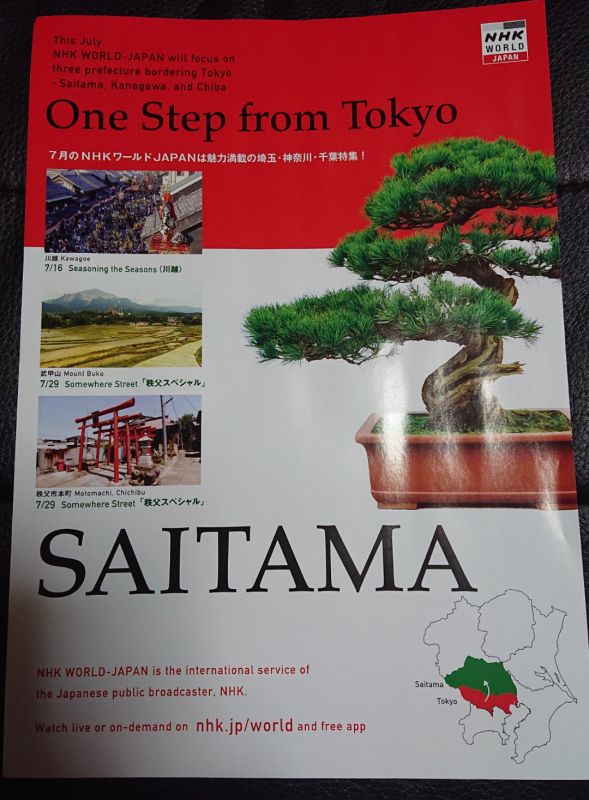 This July,
NHK WORLD-JAPAN will focus on
three prefecture bordering Tokyo
- Saitama, Kanagawa, and Chiba
NHK
WORLD
JAPAN
One Step from Tokyo
7月のNHKワールドJAPANは魅力満載の埼玉・神奈川・千葉特集！
川越 Kawagoe
7/16 Seasoning the Seasons（川越）
武甲山 Mount Buko
7/29 Somewhere Street「秩父スペシャル」
秩父市本町 Motomachi, Chichibu
7/29 Somewhere Street「秩父スペシャル」
SAITAMA
Saitama
Tokyo
NHK WORLD-JAPAN is the international service of
the Japanese public broadcaster, NHK.
Watch live or on-demand on nhk.jp/world and free app